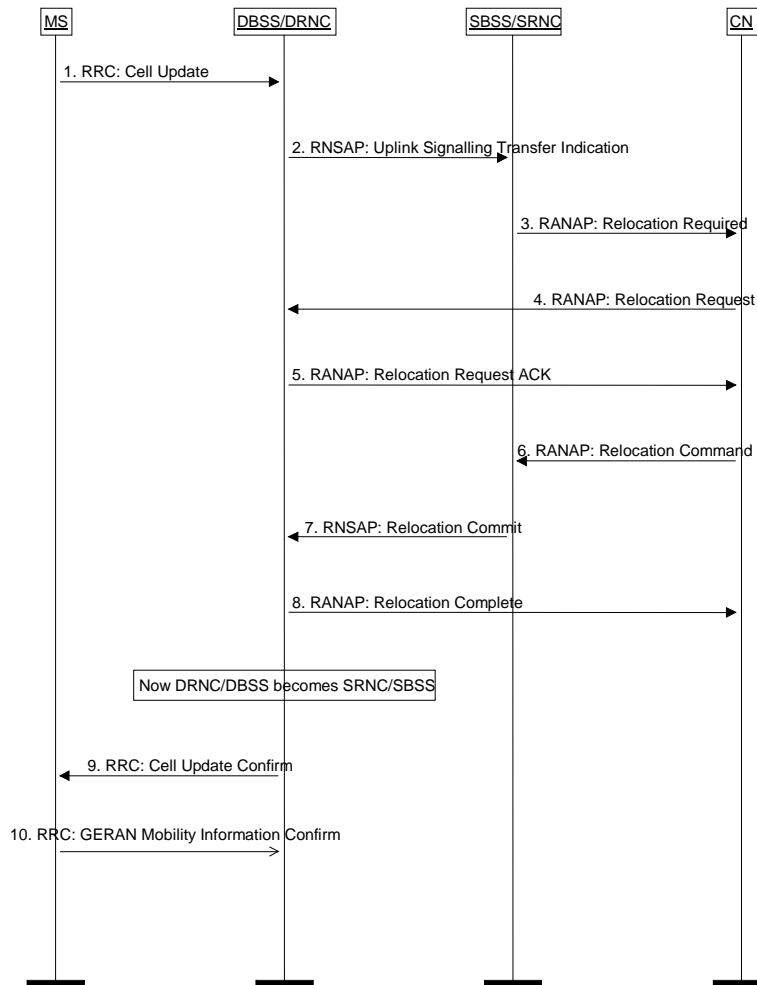 MS
DBSS/DRNC
SBSS/SRNC
CN
1. RRC: Cell Update
2. RNSAP: Uplink Signalling Transfer Indication
3. RANAP: Relocation Required
4. RANAP: Relocation Request
5. RANAP: Relocation Request ACK
6. RANAP: Relocation Command
7. RNSAP: Relocation Commit
8. RANAP: Relocation Complete
Now DRNC/DBSS becomes SRNC/SBSS
9. RRC: Cell Update Confirm
10. RRC: GERAN Mobility Information Confirm